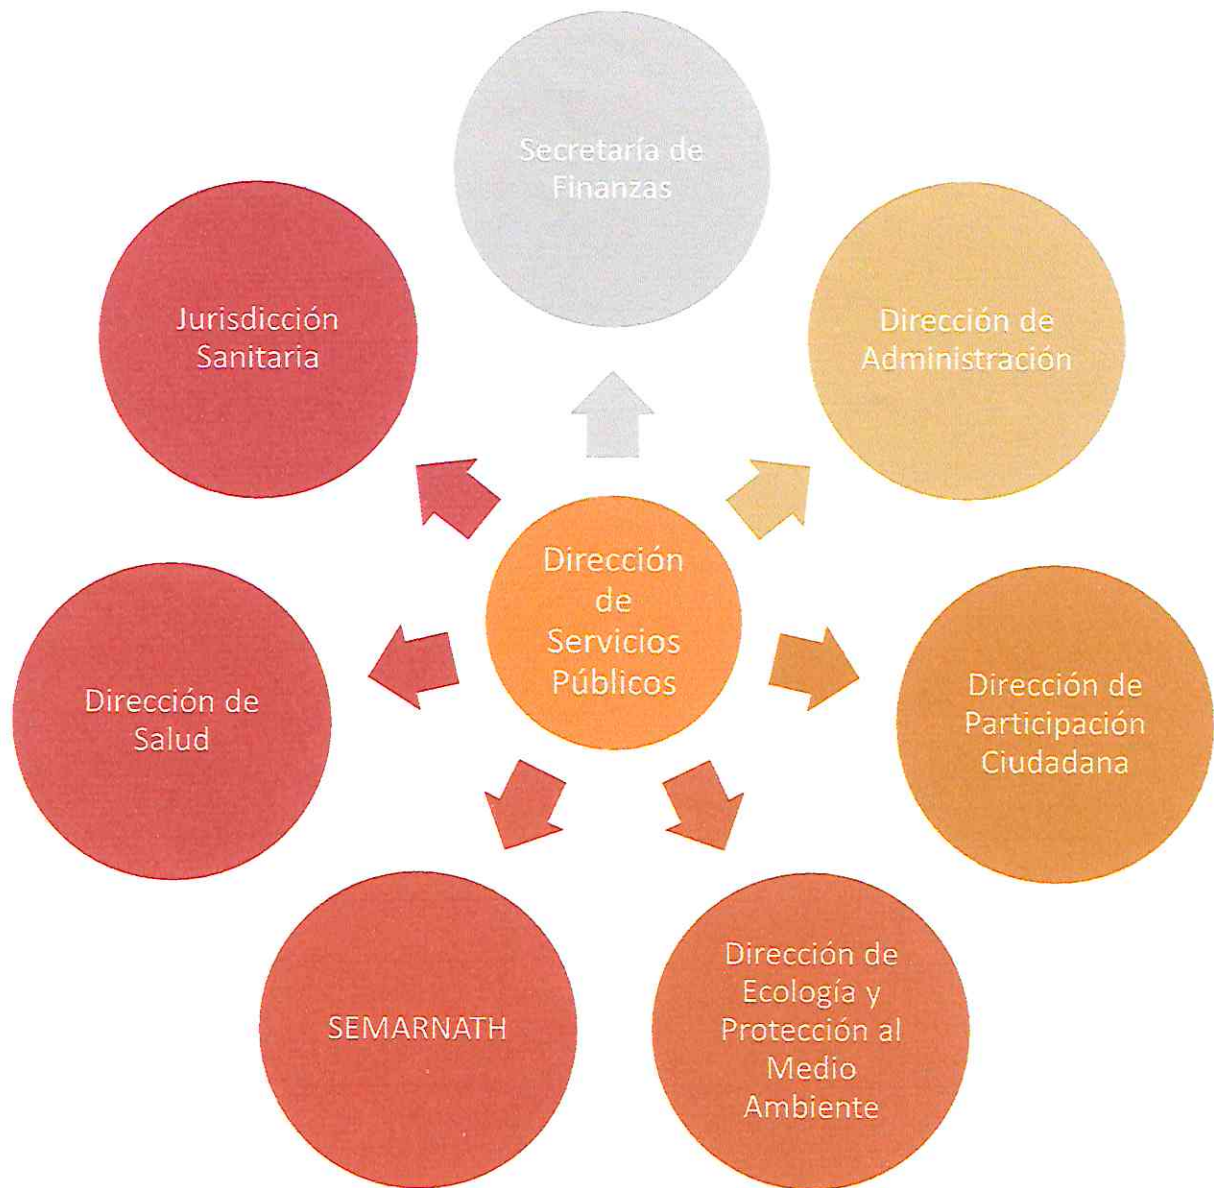 Secretaría de
Finanzas
Dirección de
Administración
Dirección de
Participación
Ciudadana
Dirección de
Ecología y
Protección al
Medio
Ambiente
SEMARNATH
Dirección de
Salud
Jurisdicción
Sanitaria
Dirección
de
Servicios
Públicos